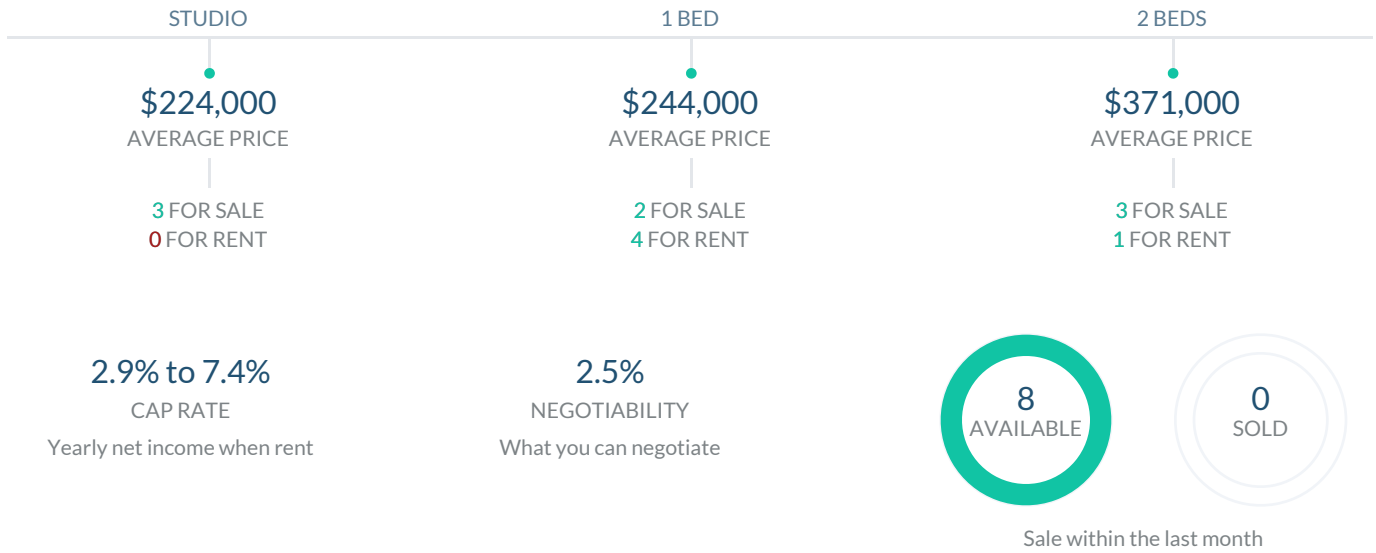 STUDIO
1 BED
2 BEDS
$224,000
AVERAGE PRICE
3 FOR SALE
0 FOR RENT
$244,000
AVERAGE PRICE
2 FOR SALE
4 FOR RENT
$371,000
AVERAGE PRICE
3 FOR SALE
1 FOR RENT
2.9% to 7.4%
CAP RATE
Yearly net income when rent
2.5%
NEGOTIABILITY
What you can negotiate
8
AVAILABLE
0
SOLD
Sale within the last month